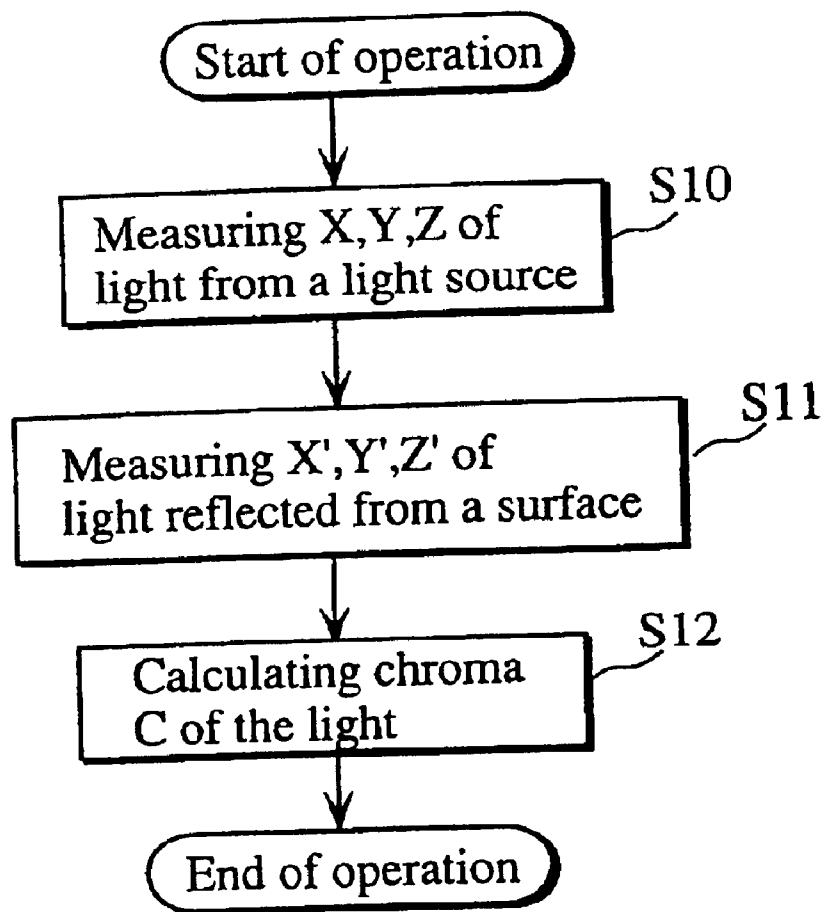 Start of operation
S10
Measuring X,Y,Z of
light from a light source
S11
Measuring X',Y',Z' of
light reflected from a surface
S12
Calculating chroma
C of the light
End of operation